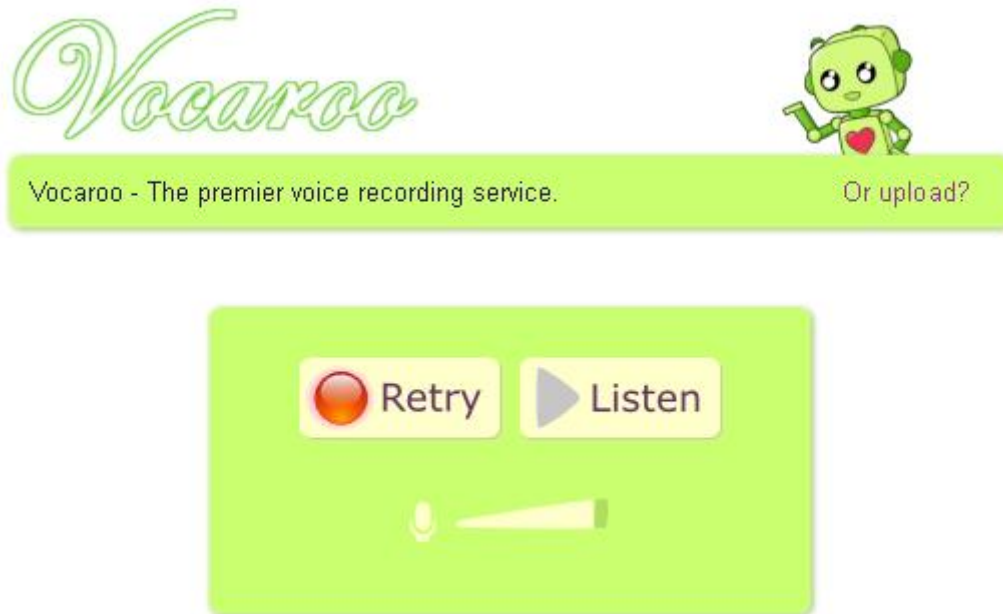 Vocaroo
Vocaroo - The premier voice recording service. Or upload?
Retry Listen